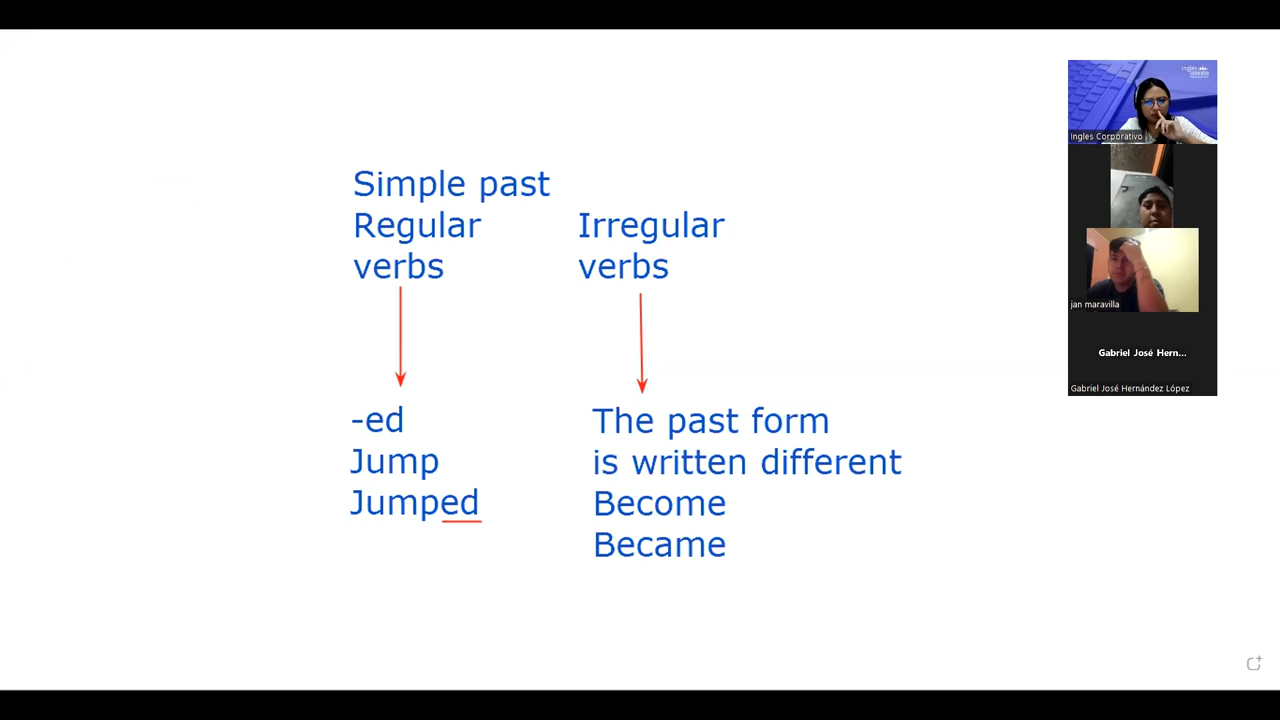 Simple past
Regular
verbs
Irregular
verbs
-ed
Jump
Jumped
The past form
is written different
Become
Became
Ingles Corporativo
jan maravilla
Gabriel José Hern...
Gabriel José Hernández López